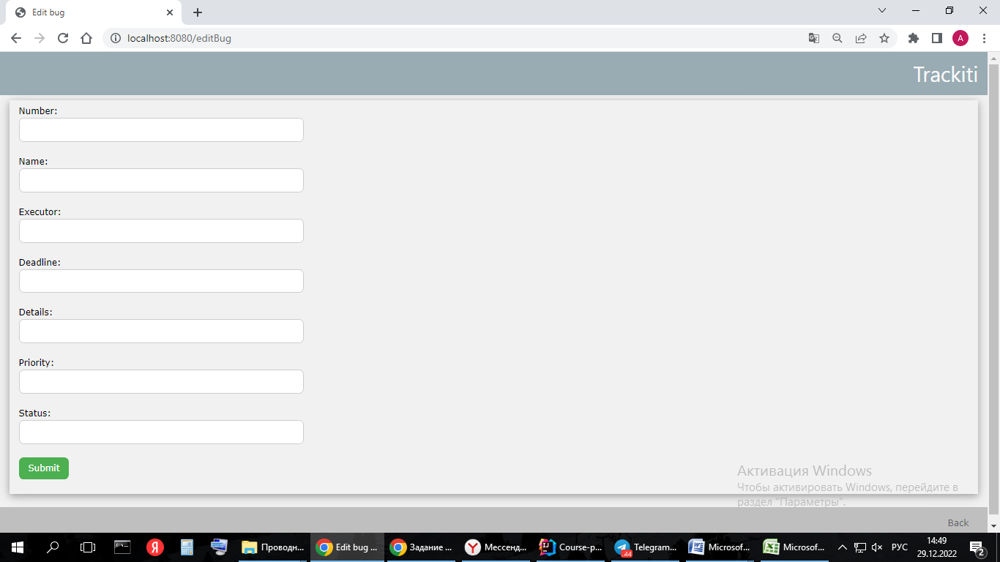 Edit bug
localhost:8080/editBug
A
Trackiti
Number:
Name:
Executor:
Deadline:
Details:
Priority:
Status:
Submit
Активация Windows
Чтобы активировать Windows, перейдите в
раздел "Параметры".
Back
Я
Проводн...
Edit bug ...
Задание ...
Y
Мессенд...
IJ
Course-p...
44
Telegram...
Microsof...
Microsof...
РУС
14:49
29.12.2022
2